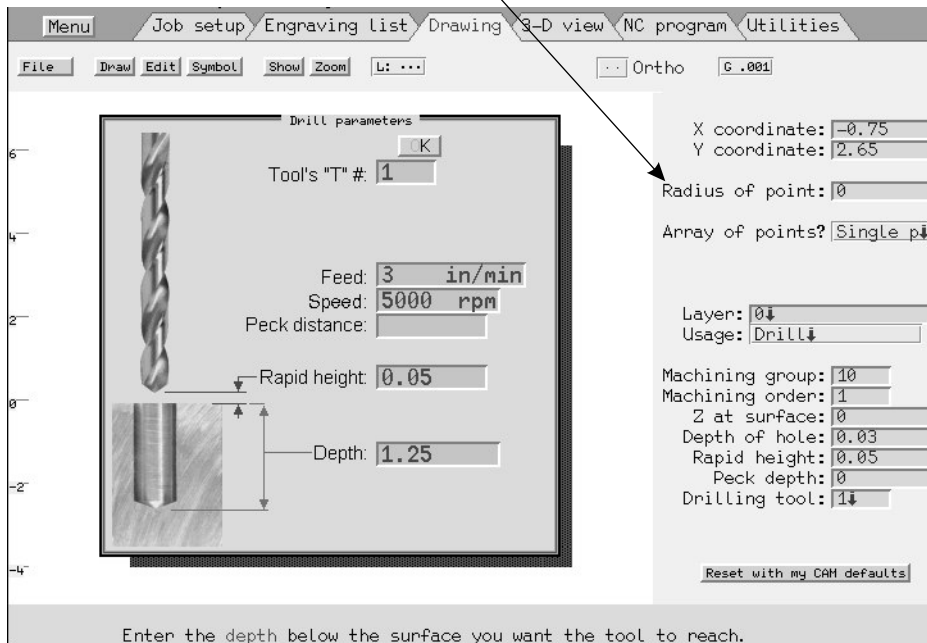 Menu Job setup Engraving list Drawing 3-D view NC program Utilities
File Draw Edit Symbol Show Zoom L: ··· ·· Ortho G .001
Drill parameters
OK
Tool's "T" #: 1
Feed: 3 in/min
Speed: 5000 rpm
Peck distance:
Rapid height: 0.05
Depth: 1.25
6
4
2
0
-2
-4
X coordinate: -0.75
Y coordinate: 2.65
Radius of point: 0
Array of points? Single p
Layer: 0
Usage: Drill
Machining group: 10
Machining order: 1
Z at surface: 0
Depth of hole: 0.03
Rapid height: 0.05
Peck depth: 0
Drilling tool: 1
Reset with my CAM defaults
Enter the depth below the surface you want the tool to reach.